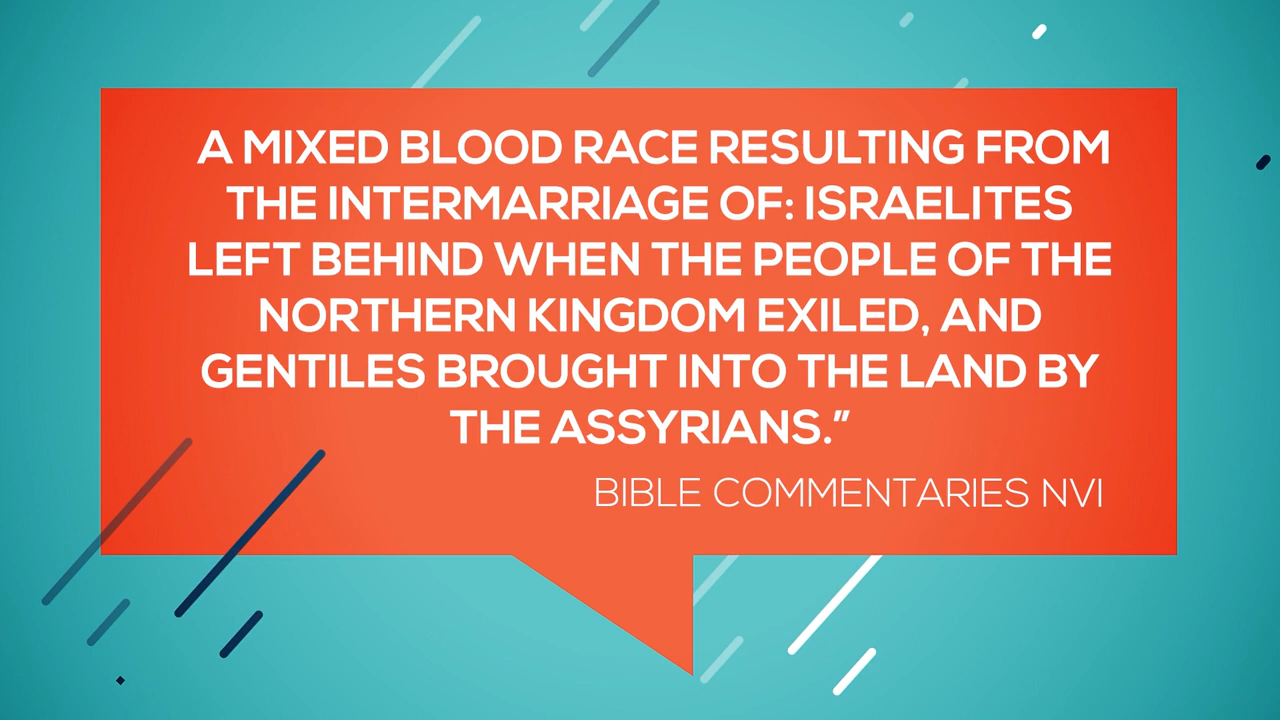 A MIXED BLOOD RACE RESULTING FROM
THE INTERMARRIAGE OF: ISRAELITES
LEFT BEHIND WHEN THE PEOPLE OF THE
NORTHERN KINGDOM EXILED, AND
GENTILES BROUGHT INTO THE LAND BY
THE ASSYRIANS.”
BIBLE COMMENTARIES NVI